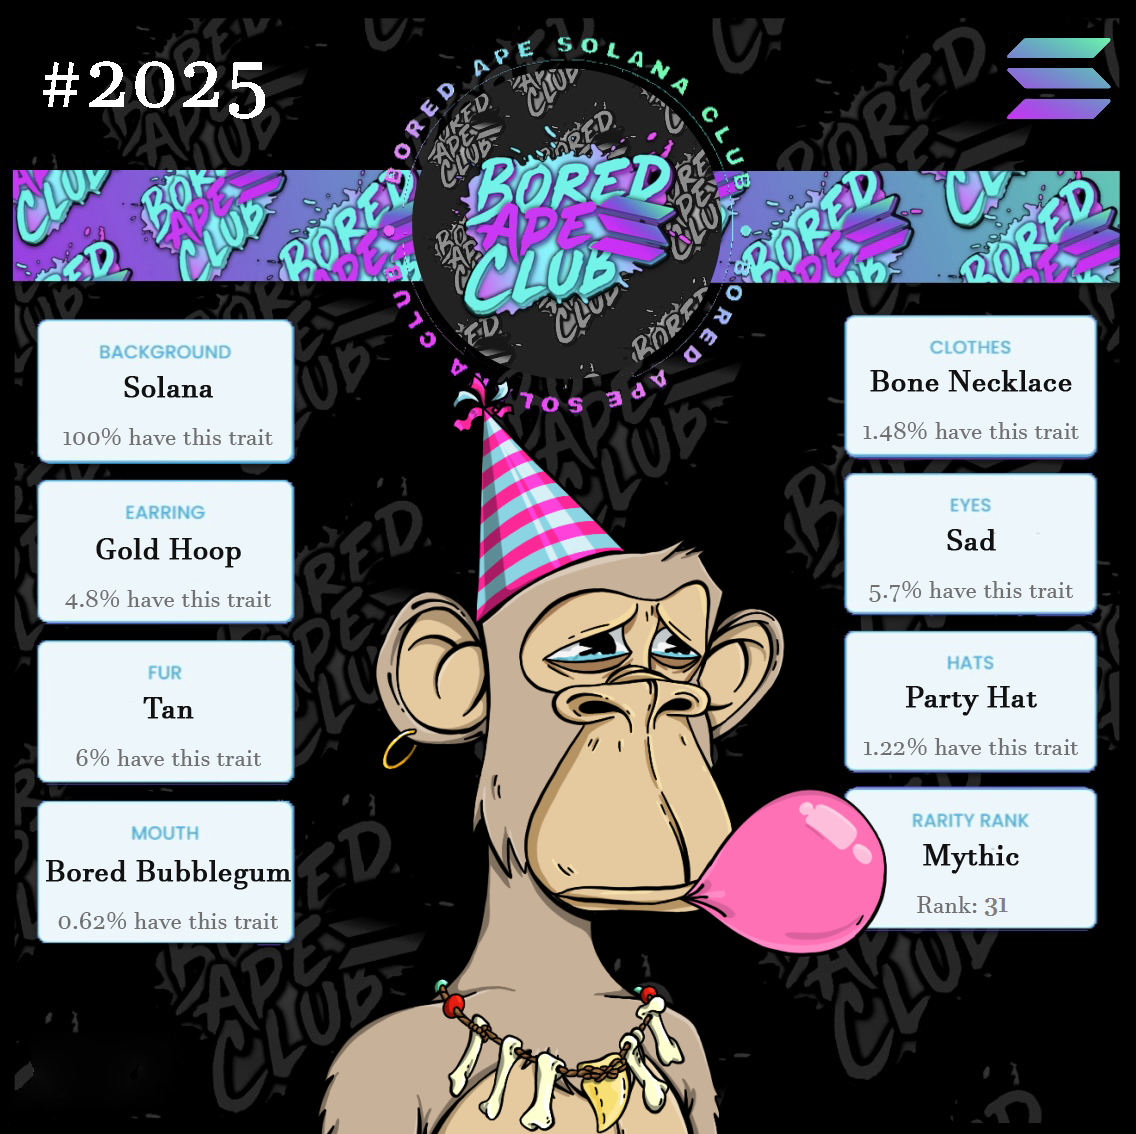 #2025
BORED APE SOLANA CLUB
BORED APE SOLANA CLUB
BORED
APE
CLUB
BACKGROUND
Solana
100% have this trait
EARRING
Gold Hoop
4.8% have this trait
FUR
Tan
6% have this trait
MOUTH
Bored Bubblegum
0.62% have this trait
CLOTHES
Bone Necklace
1.48% have this trait
EYES
Sad
5.7% have this trait
HATS
Party Hat
1.22% have this trait
RARITY RANK
Mythic
Rank: 31